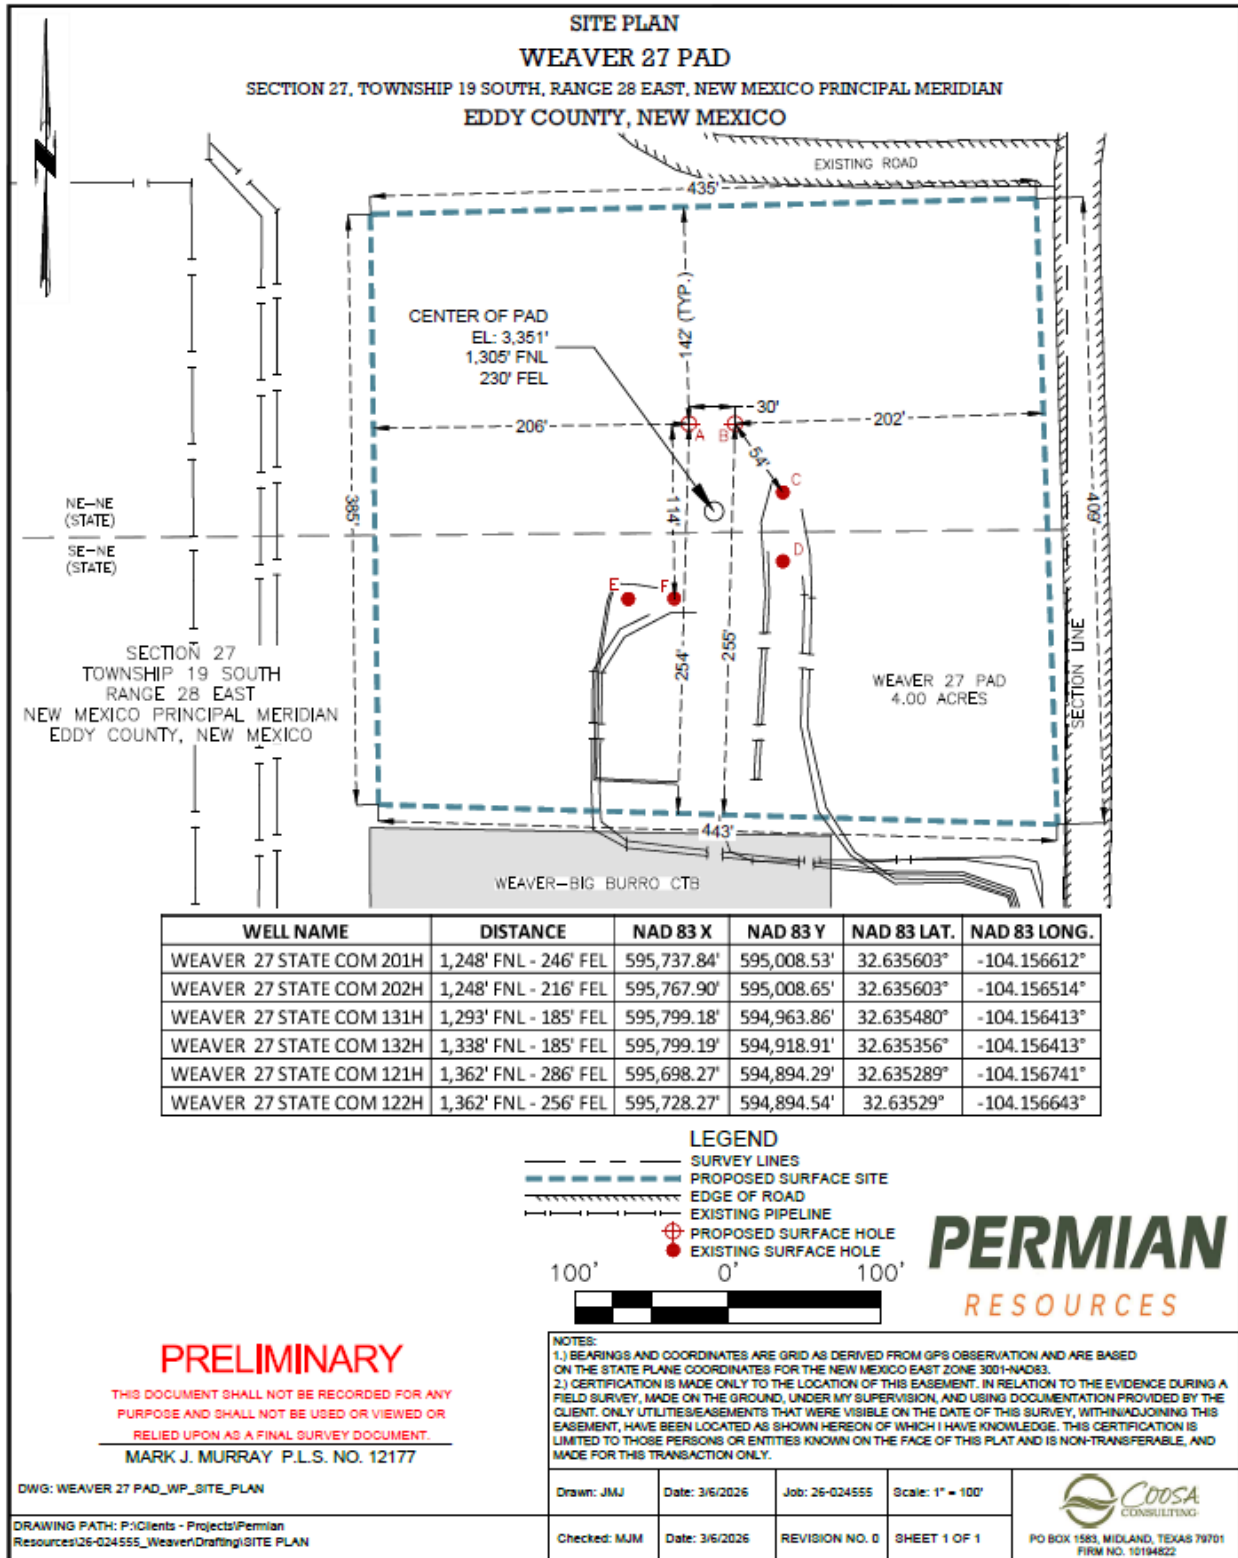 SITE PLAN
WEAVER 27 PAD
SECTION 27, TOWNSHIP 19 SOUTH, RANGE 28 EAST, NEW MEXICO PRINCIPAL MERIDIAN
EDDY COUNTY, NEW MEXICO
N
EXISTING ROAD
435'
142' (TYP.)
CENTER OF PAD
EL: 3,351'
1,305' FNL
230' FEL
30'
206'
A
B
202'
54'
C
385'
114'
409'
NE-NE
(STATE)
SE-NE
(STATE)
D
E
F
254'
255'
SECTION 27
TOWNSHIP 19 SOUTH
RANGE 28 EAST
NEW MEXICO PRINCIPAL MERIDIAN
EDDY COUNTY, NEW MEXICO
WEAVER 27 PAD
4.00 ACRES
SECTION LINE
443'
WEAVER-BIG BURRO CTB
WELL NAME DISTANCE NAD 83 X NAD 83 Y NAD 83 LAT. NAD 83 LONG.
WEAVER 27 STATE COM 201H 1,248' FNL - 246' FEL 595,737.84' 595,008.53' 32.635603° -104.156612°
WEAVER 27 STATE COM 202H 1,248' FNL - 216' FEL 595,767.90' 595,008.65' 32.635603° -104.156514°
WEAVER 27 STATE COM 131H 1,293' FNL - 185' FEL 595,799.18' 594,963.86' 32.635480° -104.156413°
WEAVER 27 STATE COM 132H 1,338' FNL - 185' FEL 595,799.19' 594,918.91' 32.635356° -104.156413°
WEAVER 27 STATE COM 121H 1,362' FNL - 286' FEL 595,698.27' 594,894.29' 32.635289° -104.156741°
WEAVER 27 STATE COM 122H 1,362' FNL - 256' FEL 595,728.27' 594,894.54' 32.63529° -104.156643°
LEGEND
SURVEY LINES
PROPOSED SURFACE SITE
EDGE OF ROAD
EXISTING PIPELINE
PROPOSED SURFACE HOLE
EXISTING SURFACE HOLE
100' 0' 100'
PERMIAN
RESOURCES
PRELIMINARY
THIS DOCUMENT SHALL NOT BE RECORDED FOR ANY
PURPOSE AND SHALL NOT BE USED OR VIEWED OR
RELIED UPON AS A FINAL SURVEY DOCUMENT.
MARK J. MURRAY P.L.S. NO. 12177
NOTES:
1.) BEARINGS AND COORDINATES ARE GRID AS DERIVED FROM GPS OBSERVATION AND ARE BASED
ON THE STATE PLANE COORDINATES FOR THE NEW MEXICO EAST ZONE 3001-NAD83.
2.) CERTIFICATION IS MADE ONLY TO THE LOCATION OF THIS EASEMENT. IN RELATION TO THE EVIDENCE DURING A
FIELD SURVEY, MADE ON THE GROUND, UNDER MY SUPERVISION, AND USING DOCUMENTATION PROVIDED BY THE
CLIENT. ONLY UTILITIES/EASEMENTS THAT WERE VISIBLE ON THE DATE OF THIS SURVEY, WITHIN/ADJOINING THIS
EASEMENT, HAVE BEEN LOCATED AS SHOWN HEREON OF WHICH I HAVE KNOWLEDGE. THIS CERTIFICATION IS
LIMITED TO THOSE PERSONS OR ENTITIES KNOWN ON THE FACE OF THIS PLAT AND IS NON-TRANSFERABLE, AND
MADE FOR THIS TRANSACTION ONLY.
DWG: WEAVER 27 PAD_WP_SITE_PLAN
DRAWING PATH: P:\Clients - Projects\Permian
Resources\26-024555_Weaver\Drafting\SITE PLAN
Drawn: JMJ Date: 3/6/2026 Job: 26-024555 Scale: 1" = 100'
Checked: MJM Date: 3/6/2026 REVISION NO. 0 SHEET 1 OF 1
COOSA
CONSULTING
PO BOX 1583, MIDLAND, TEXAS 79701
FIRM NO. 10194822